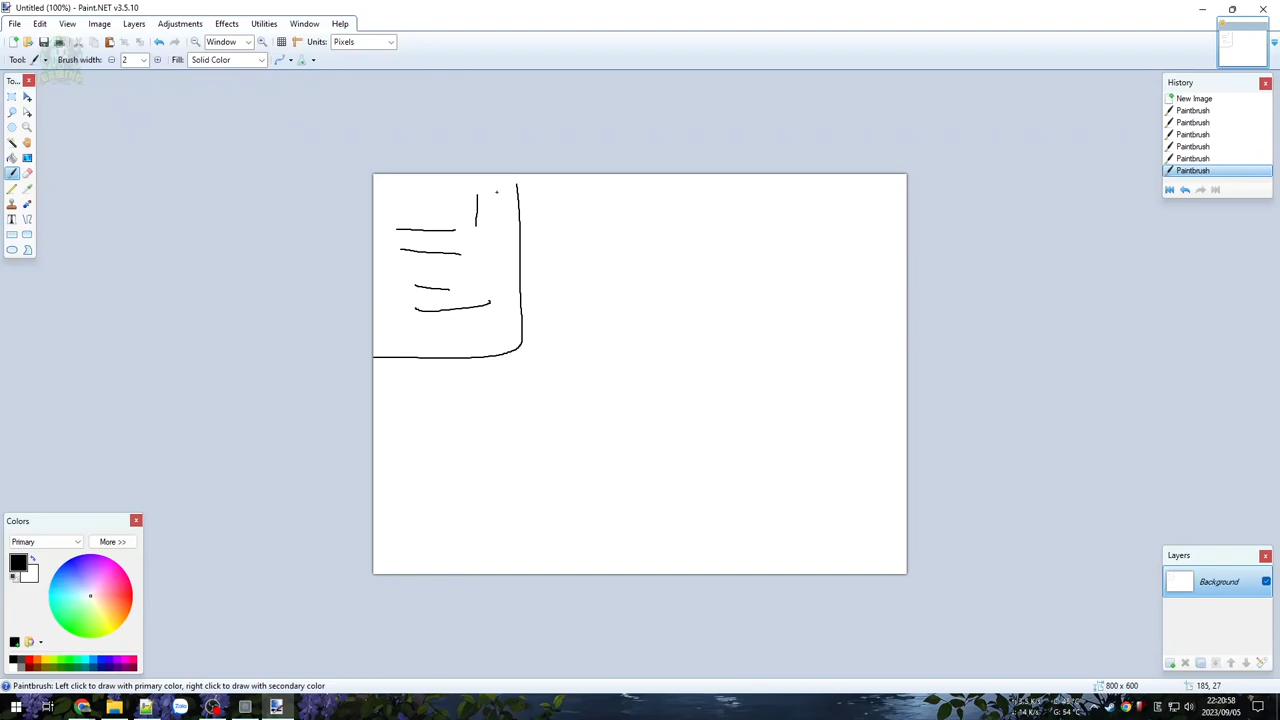 Untitled (100%) - Paint.NET v3.5.10
File Edit View Image Layers Adjustments Effects Utilities Window Help
Window Units: Pixels
Tool: Brush width: 2 Fill: Solid Color
To... History
New Image
Paintbrush
Paintbrush
Paintbrush
Paintbrush
Paintbrush
Paintbrush
Colors
Primary More >>
Layers
Background
Paintbrush: Left click to draw with primary color, right click to draw with secondary color 800 x 600 185, 27
Zalo
22:20:58
2023/09/05